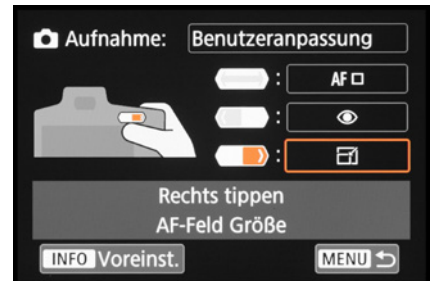 Aufnahme: Benutzeranpassung
: AF
:
:
Rechts tippen
AF-Feld Größe
INFO Voreinst. MENU